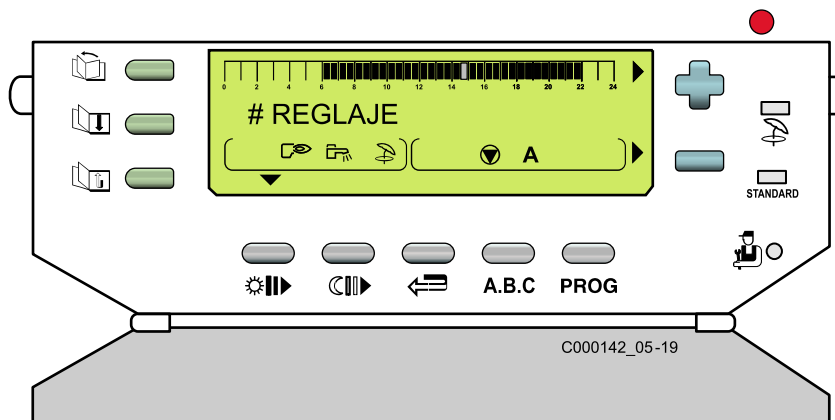 0 2 4 6 8 10 12 14 16 18 20 22 24
# REGLAJE
A
STANDARD
A.B.C PROG
C000142_05-19